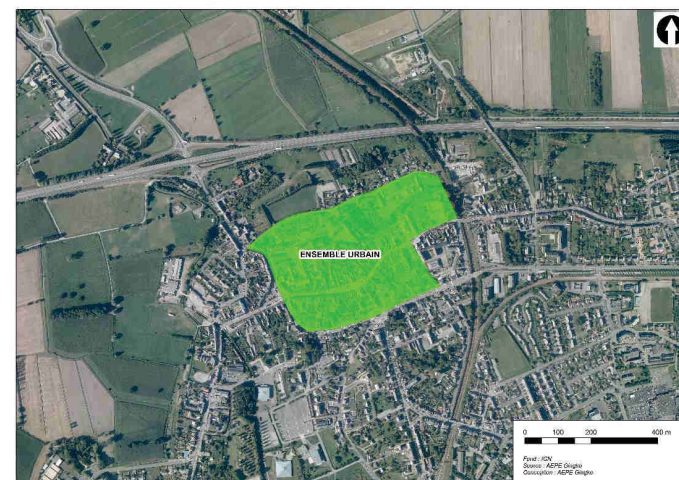 ENSEMBLE URBAIN
0 100 200 400 m
Fond : IGN
Source : AEPE Gingko
Conception : AEPE Gingko